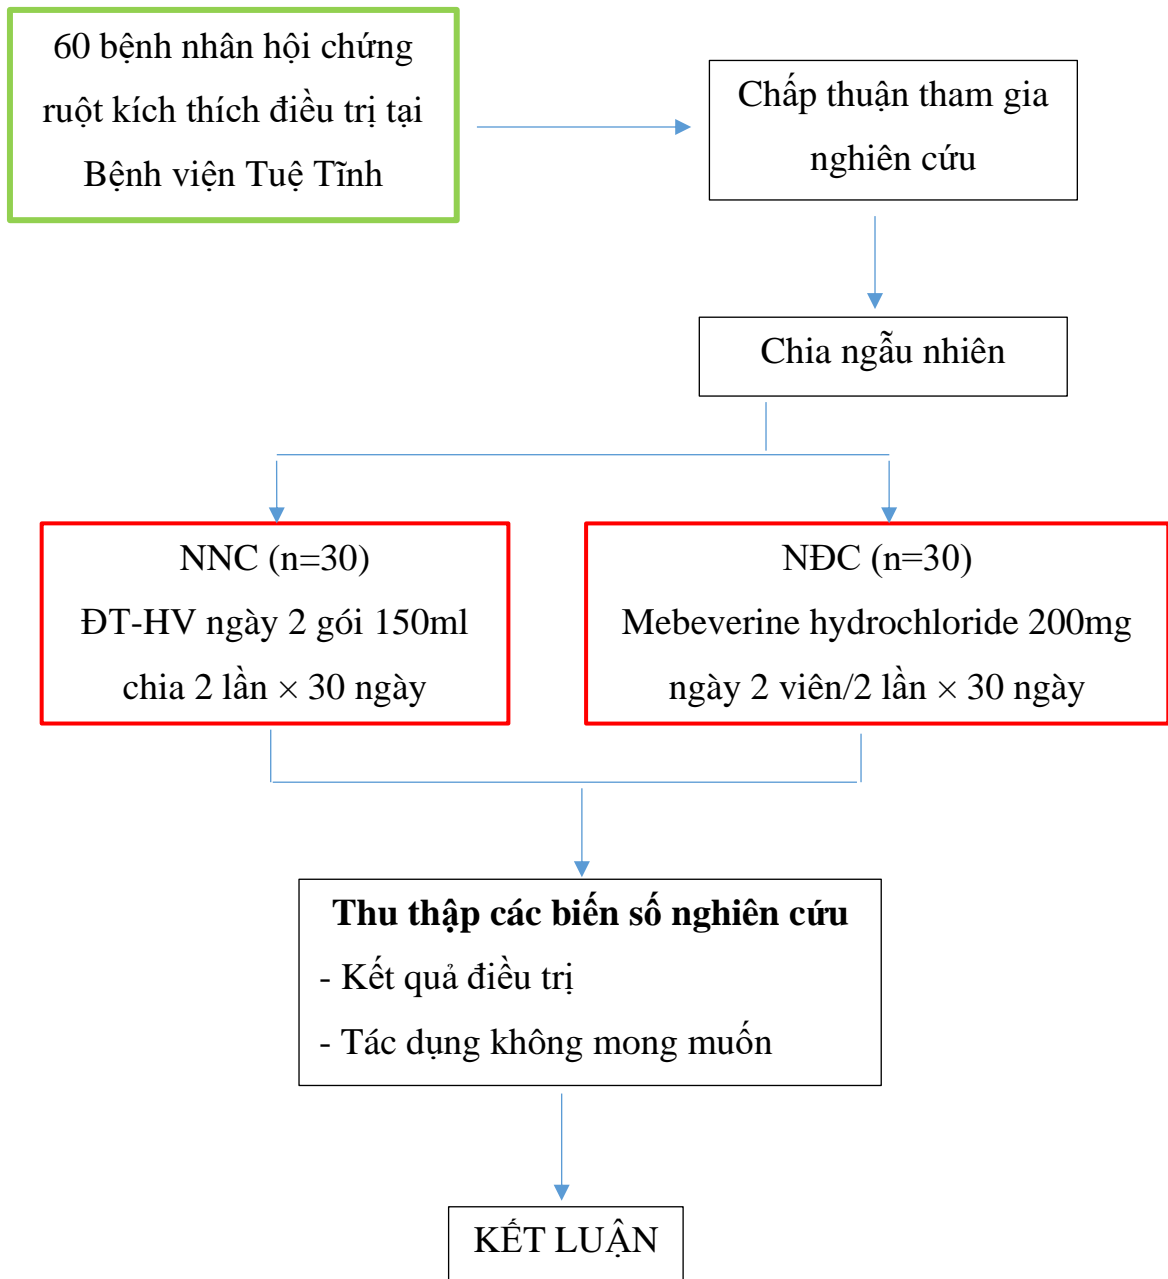 60 bệnh nhân hội chứng
ruột kích thích điều trị tại
Bệnh viện Tuệ Tĩnh
Chấp thuận tham gia
nghiên cứu
Chia ngẫu nhiên
NNC (n=30)
ĐT-HV ngày 2 gói 150ml
chia 2 lần × 30 ngày
NĐC (n=30)
Mebeverine hydrochloride 200mg
ngày 2 viên/2 lần × 30 ngày
Thu thập các biến số nghiên cứu
- Kết quả điều trị
- Tác dụng không mong muốn
KẾT LUẬN